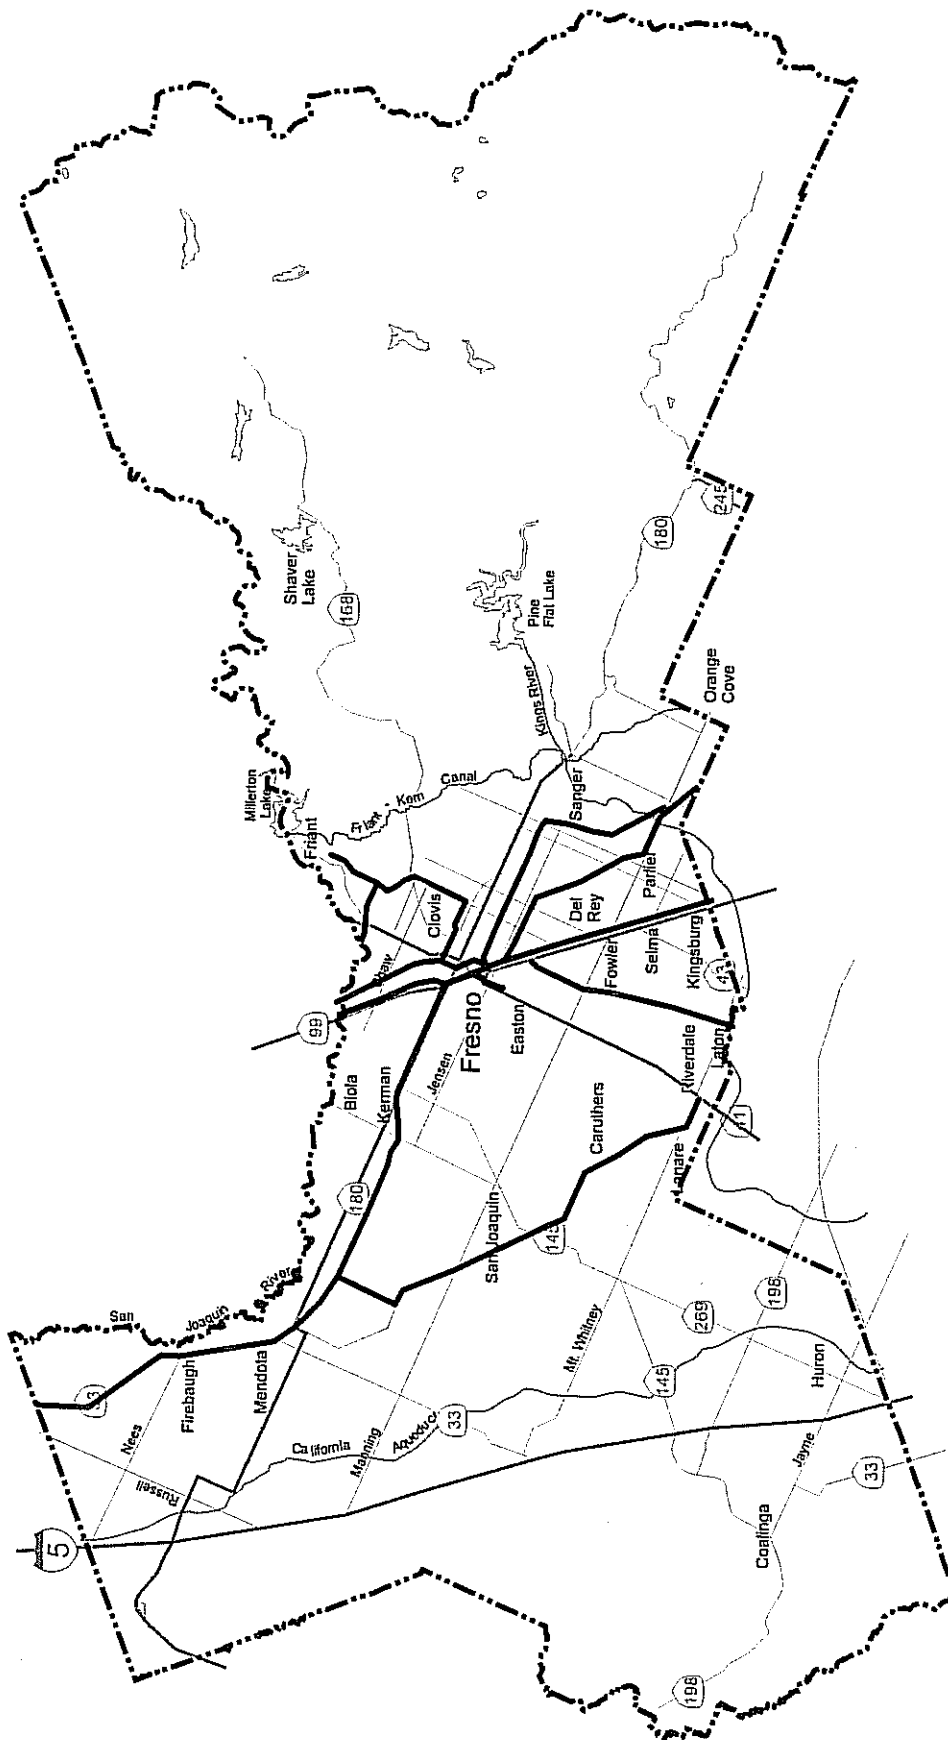 Shaver
Lake
168
Pine
Flat Lake
Kings River
180
245
Orange
Cove
Millerton
Lake
Friant
Friant - Kern Canal
Sanger
Clovis
Shaw
99
Del
Rey
Parlier
Fowler
Selma
Kingsburg
43
Fresno
Easton
Biola
Kerman
Jensen
Caruthers
Riverdale
Laton
Lanare
180
San Joaquin
145
San Joaquin River
Firebaugh
Mendota
Nees
Russell
California Aqueduct
Manning
33
Mt. Whitney
145
269
198
Huron
Jayne
33
Coalinga
198
5